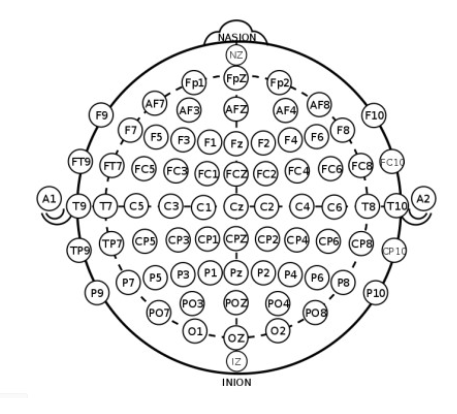 NASION
NZ
Fp1 FpZ Fp2
AF7 AF3 AFZ AF4 AF8
F9 F7 F5 F3 F1 Fz F2 F4 F6 F8 F10
FT9 FT7 FC5 FC3 FC1 FCZ FC2 FC4 FC6 FC8 FC10
A1 T9 T7 C5 C3 C1 Cz C2 C4 C6 T8 T10 A2
TP9 TP7 CP5 CP3 CP1 CPZ CP2 CP4 CP6 CP8 CP10
P9 P7 P5 P3 P1 Pz P2 P4 P6 P8 P10
PO7 PO3 POZ PO4 PO8
O1 OZ O2
IZ
INION